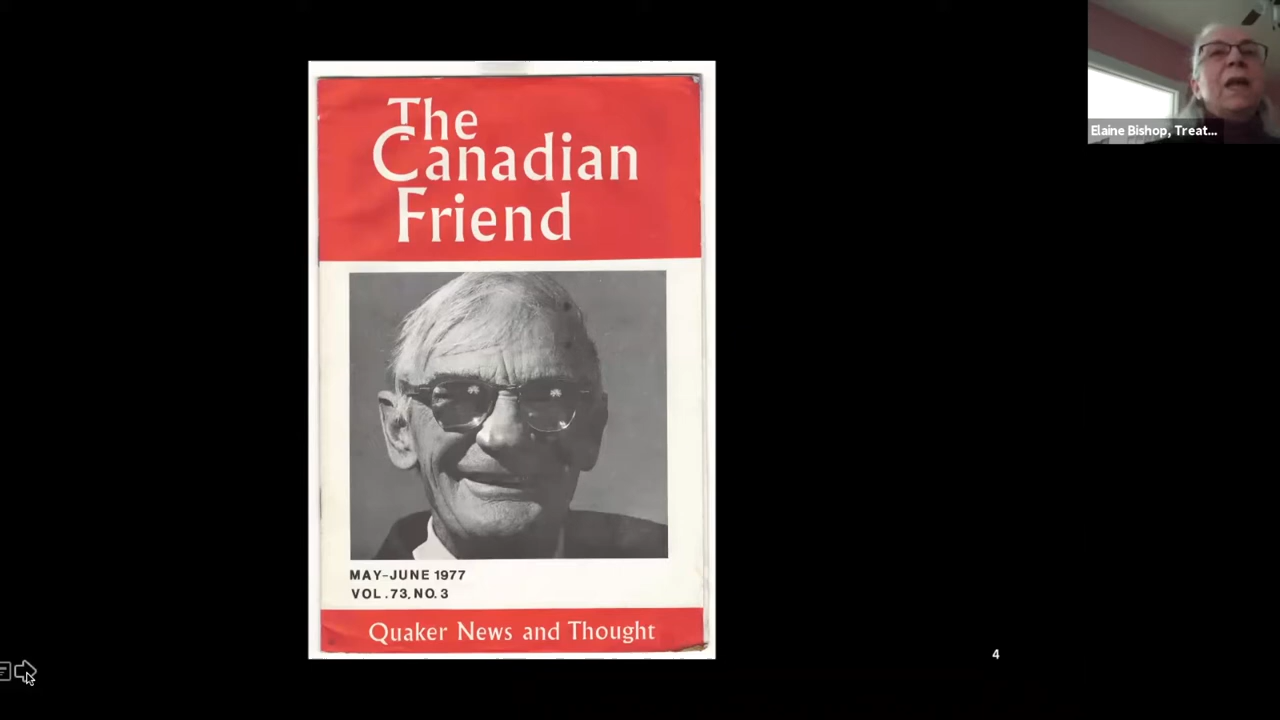 The
Canadian
Friend
MAY-JUNE 1977
VOL.73, NO.3
Quaker News and Thought
4
Elaine Bishop, Treat...